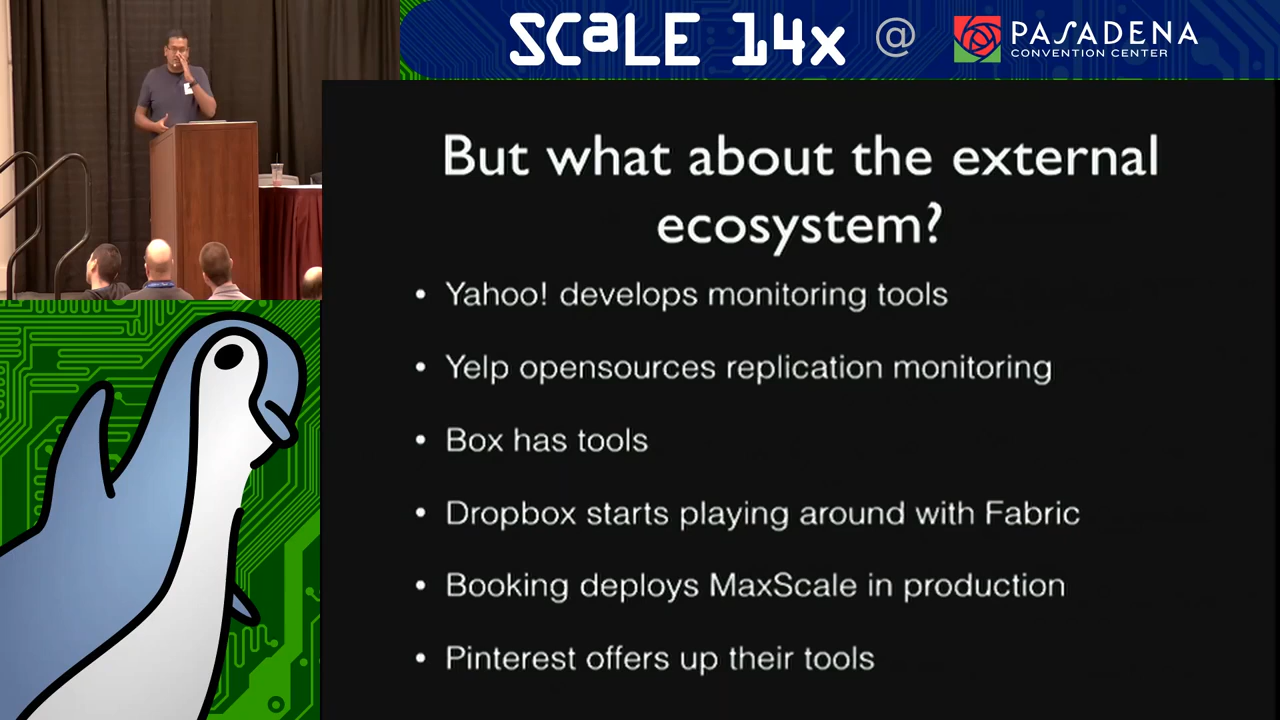 SCaLE 14x @ PASADENA
CONVENTION CENTER
But what about the external
ecosystem?
• Yahoo! develops monitoring tools
• Yelp opensources replication monitoring
• Box has tools
• Dropbox starts playing around with Fabric
• Booking deploys MaxScale in production
• Pinterest offers up their tools